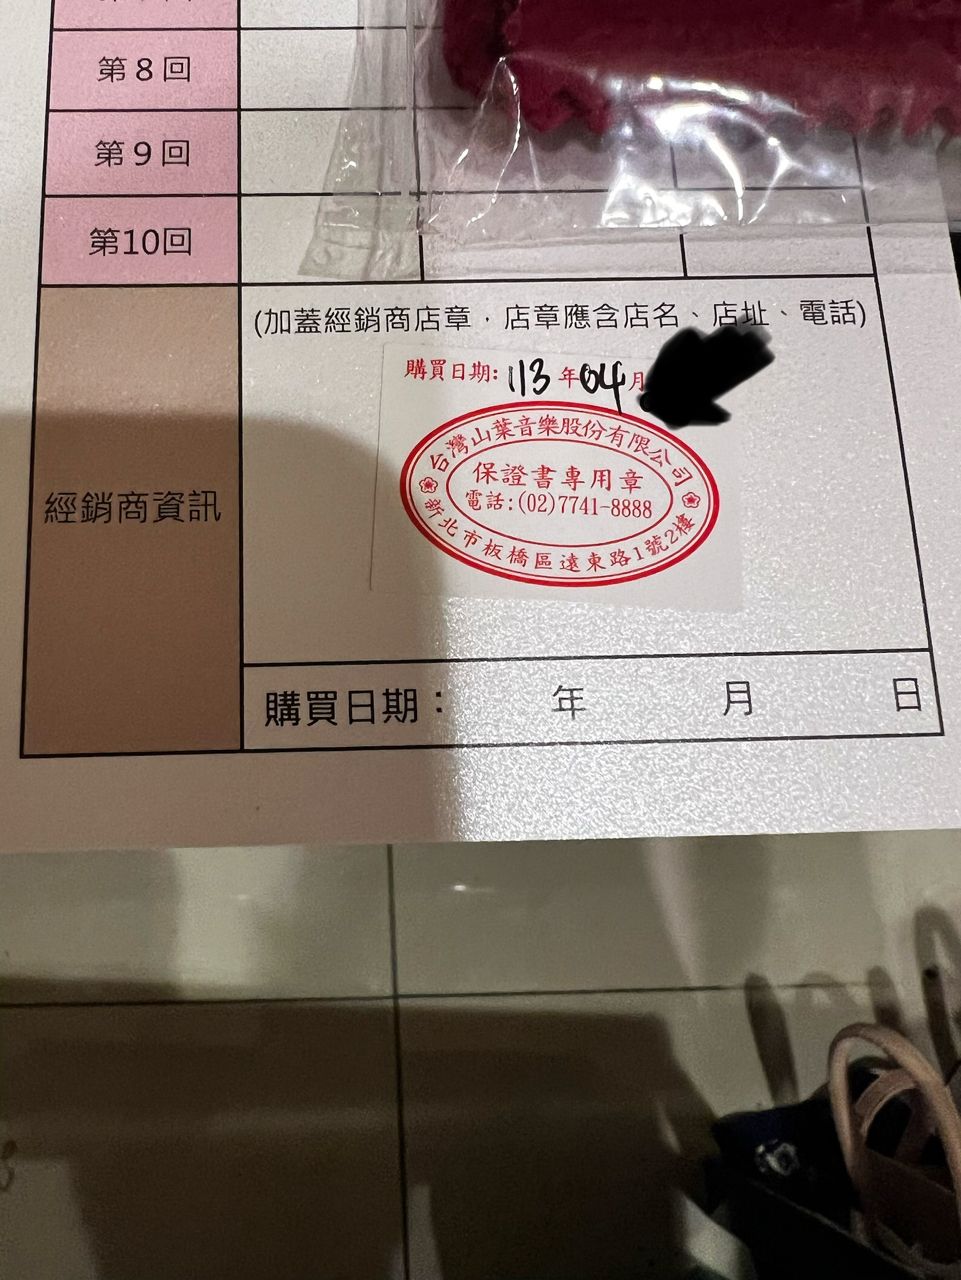 第8回
第9回
第10回
經銷商資訊
(加蓋經銷商店章，店章應含店名、店址、電話)
購買日期: 113 年 04 月
台灣山葉音樂股份有限公司
保證書專用章
電話:(02)7741-8888
新北市板橋區遠東路1號2樓
購買日期： 年 月 日